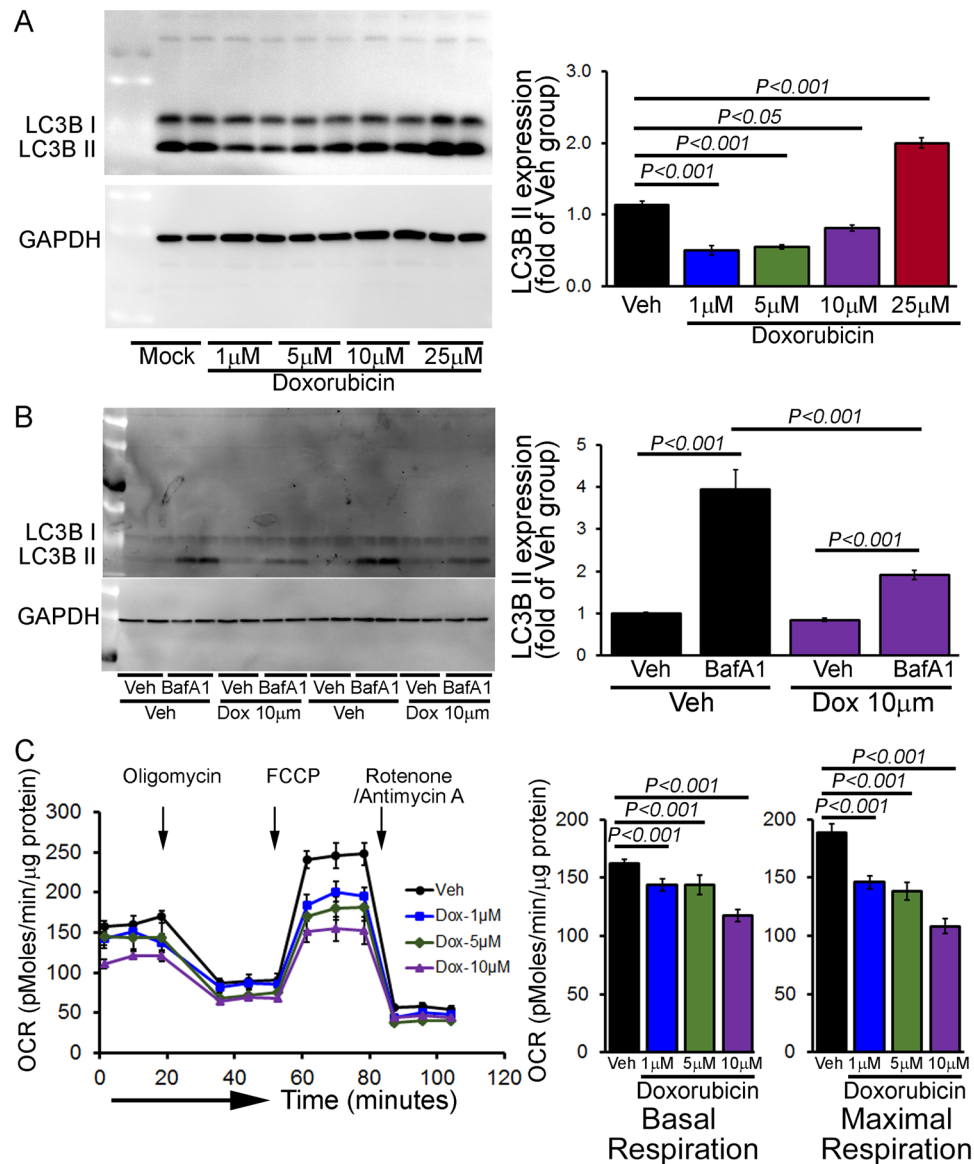 A
LC3B I
LC3B II
GAPDH
Mock 1μM 5μM 10μM 25μM
Doxorubicin
LC3B II expression
(fold of Veh group)
3.0
2.0
1.0
0.0
P<0.001
P<0.05
P<0.001
P<0.001
Veh 1μM 5μM 10μM 25μM
Doxorubicin
B
LC3B I
LC3B II
GAPDH
Veh BafA1 Veh BafA1 Veh BafA1 Veh BafA1
Veh Dox 10μm Veh Dox 10μm
LC3B II expression
(fold of Veh group)
5
4
3
2
1
0
P<0.001
P<0.001
P<0.001
Veh BafA1 Veh BafA1
Veh Dox 10μm
C
Oligomycin FCCP Rotenone
/Antimycin A
OCR (pMoles/min/μg protein)
300
250
200
150
100
50
0
Veh
Dox-1μM
Dox-5μM
Dox-10μM
0 20 40 60 80 100 120
Time (minutes)
OCR (pMoles/min/μg protein)
200
150
100
50
0
P<0.001
P<0.001
P<0.001
Veh 1μM 5μM 10μM
Doxorubicin
Basal
Respiration
200
150
100
50
0
P<0.001
P<0.001
P<0.001
Veh 1μM 5μM 10μM
Doxorubicin
Maximal
Respiration